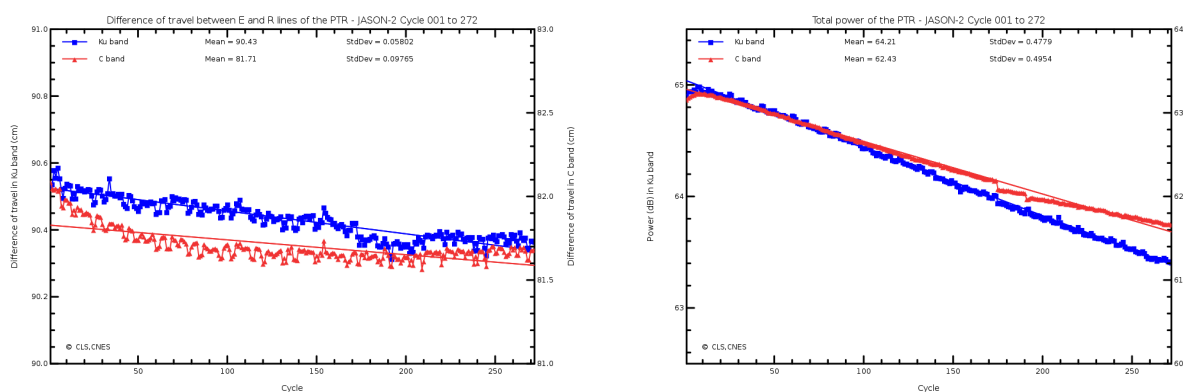 Difference of travel between E and R lines of the PTR - JASON-2 Cycle 001 to 272
91.0
90.8
90.6
90.4
90.2
90.0
Difference of travel in Ku band (cm)
Ku band Mean = 90.43 StdDev = 0.05802
C band Mean = 81.71 StdDev = 0.09765
83.0
82.5
82.0
81.5
81.0
Difference of travel in C band (cm)
© CLS,CNES
50 100 150 200 250
Cycle
Total power of the PTR - JASON-2 Cycle 001 to 272
65
64
63
Power (dB) in Ku band
Ku band Mean = 64.21 StdDev = 0.4779
C band Mean = 62.43 StdDev = 0.4954
64
63
62
61
60
© CLS,CNES
50 100 150 200 250
Cycle